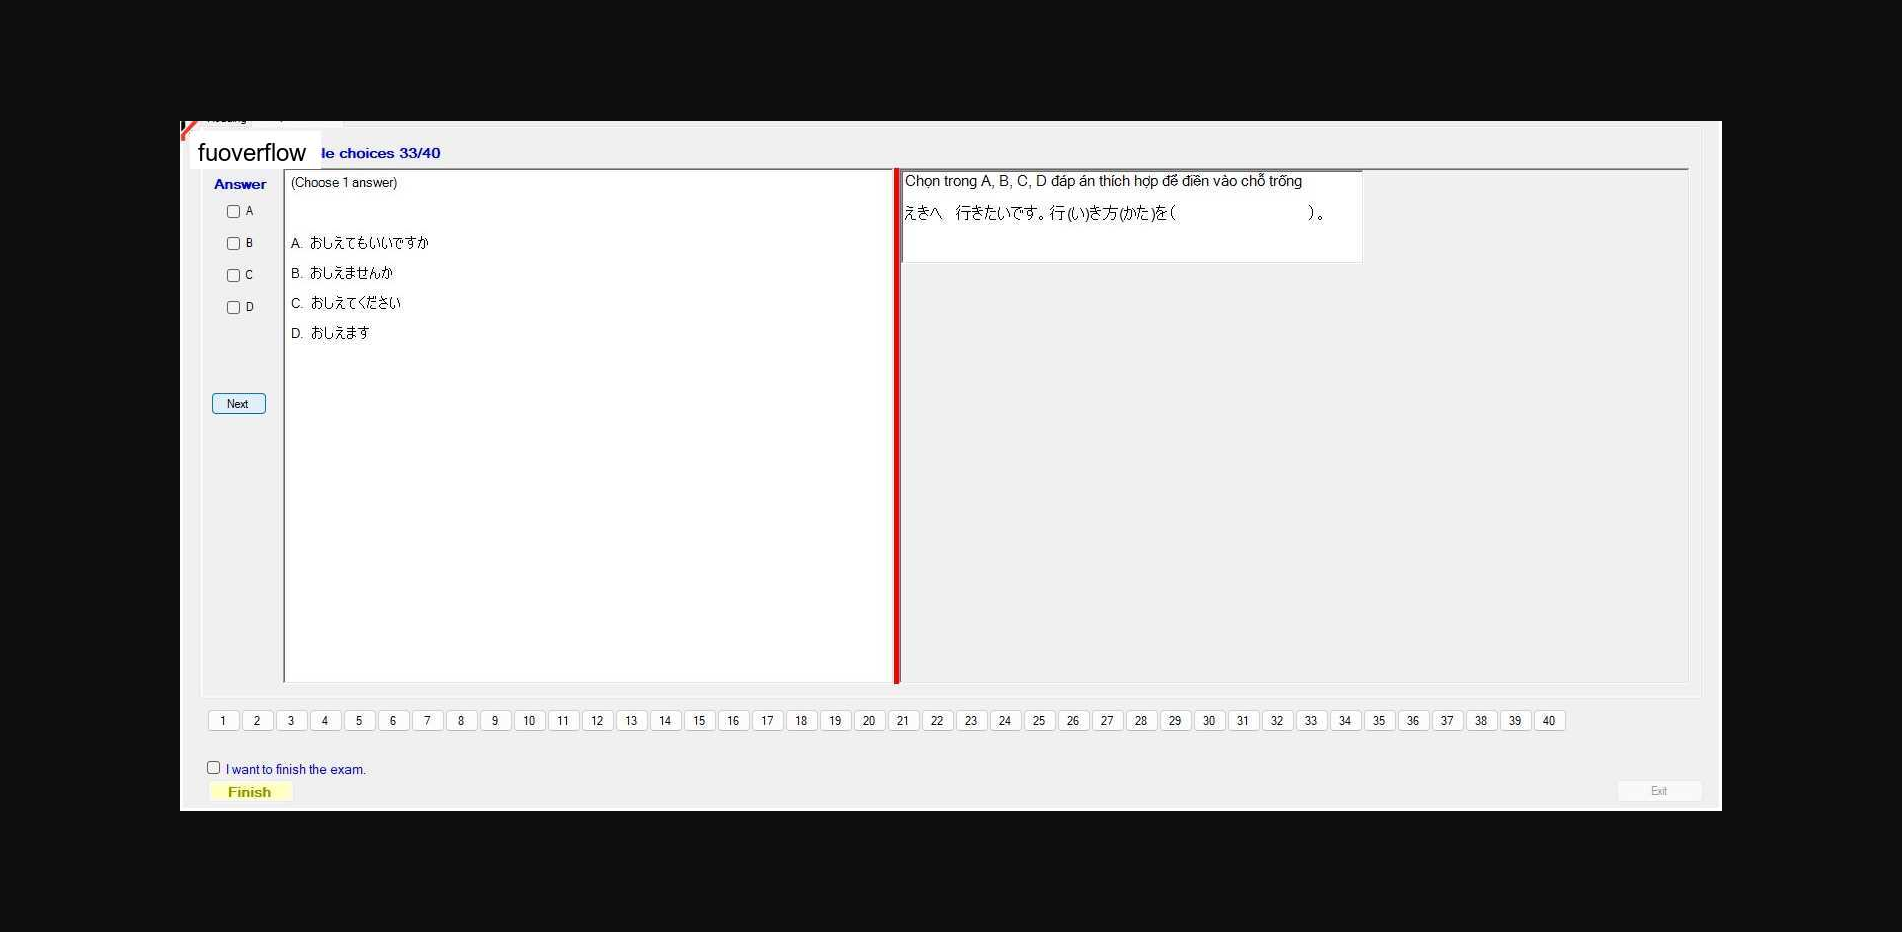 fuoverflow le choices 33/40
Answer
A
B
C
D
Next
(Choose 1 answer)
A. おしえてもいいですか
B. おしえませんか
C. おしえてください
D. おしえます
Chọn trong A, B, C, D đáp án thích hợp để điền vào chỗ trống
えきへ 行きたいです。行(い)き方(かた)を( )。
1 2 3 4 5 6 7 8 9 10 11 12 13 14 15 16 17 18 19 20 21 22 23 24 25 26 27 28 29 30 31 32 33 34 35 36 37 38 39 40
I want to finish the exam.
Finish
Exit